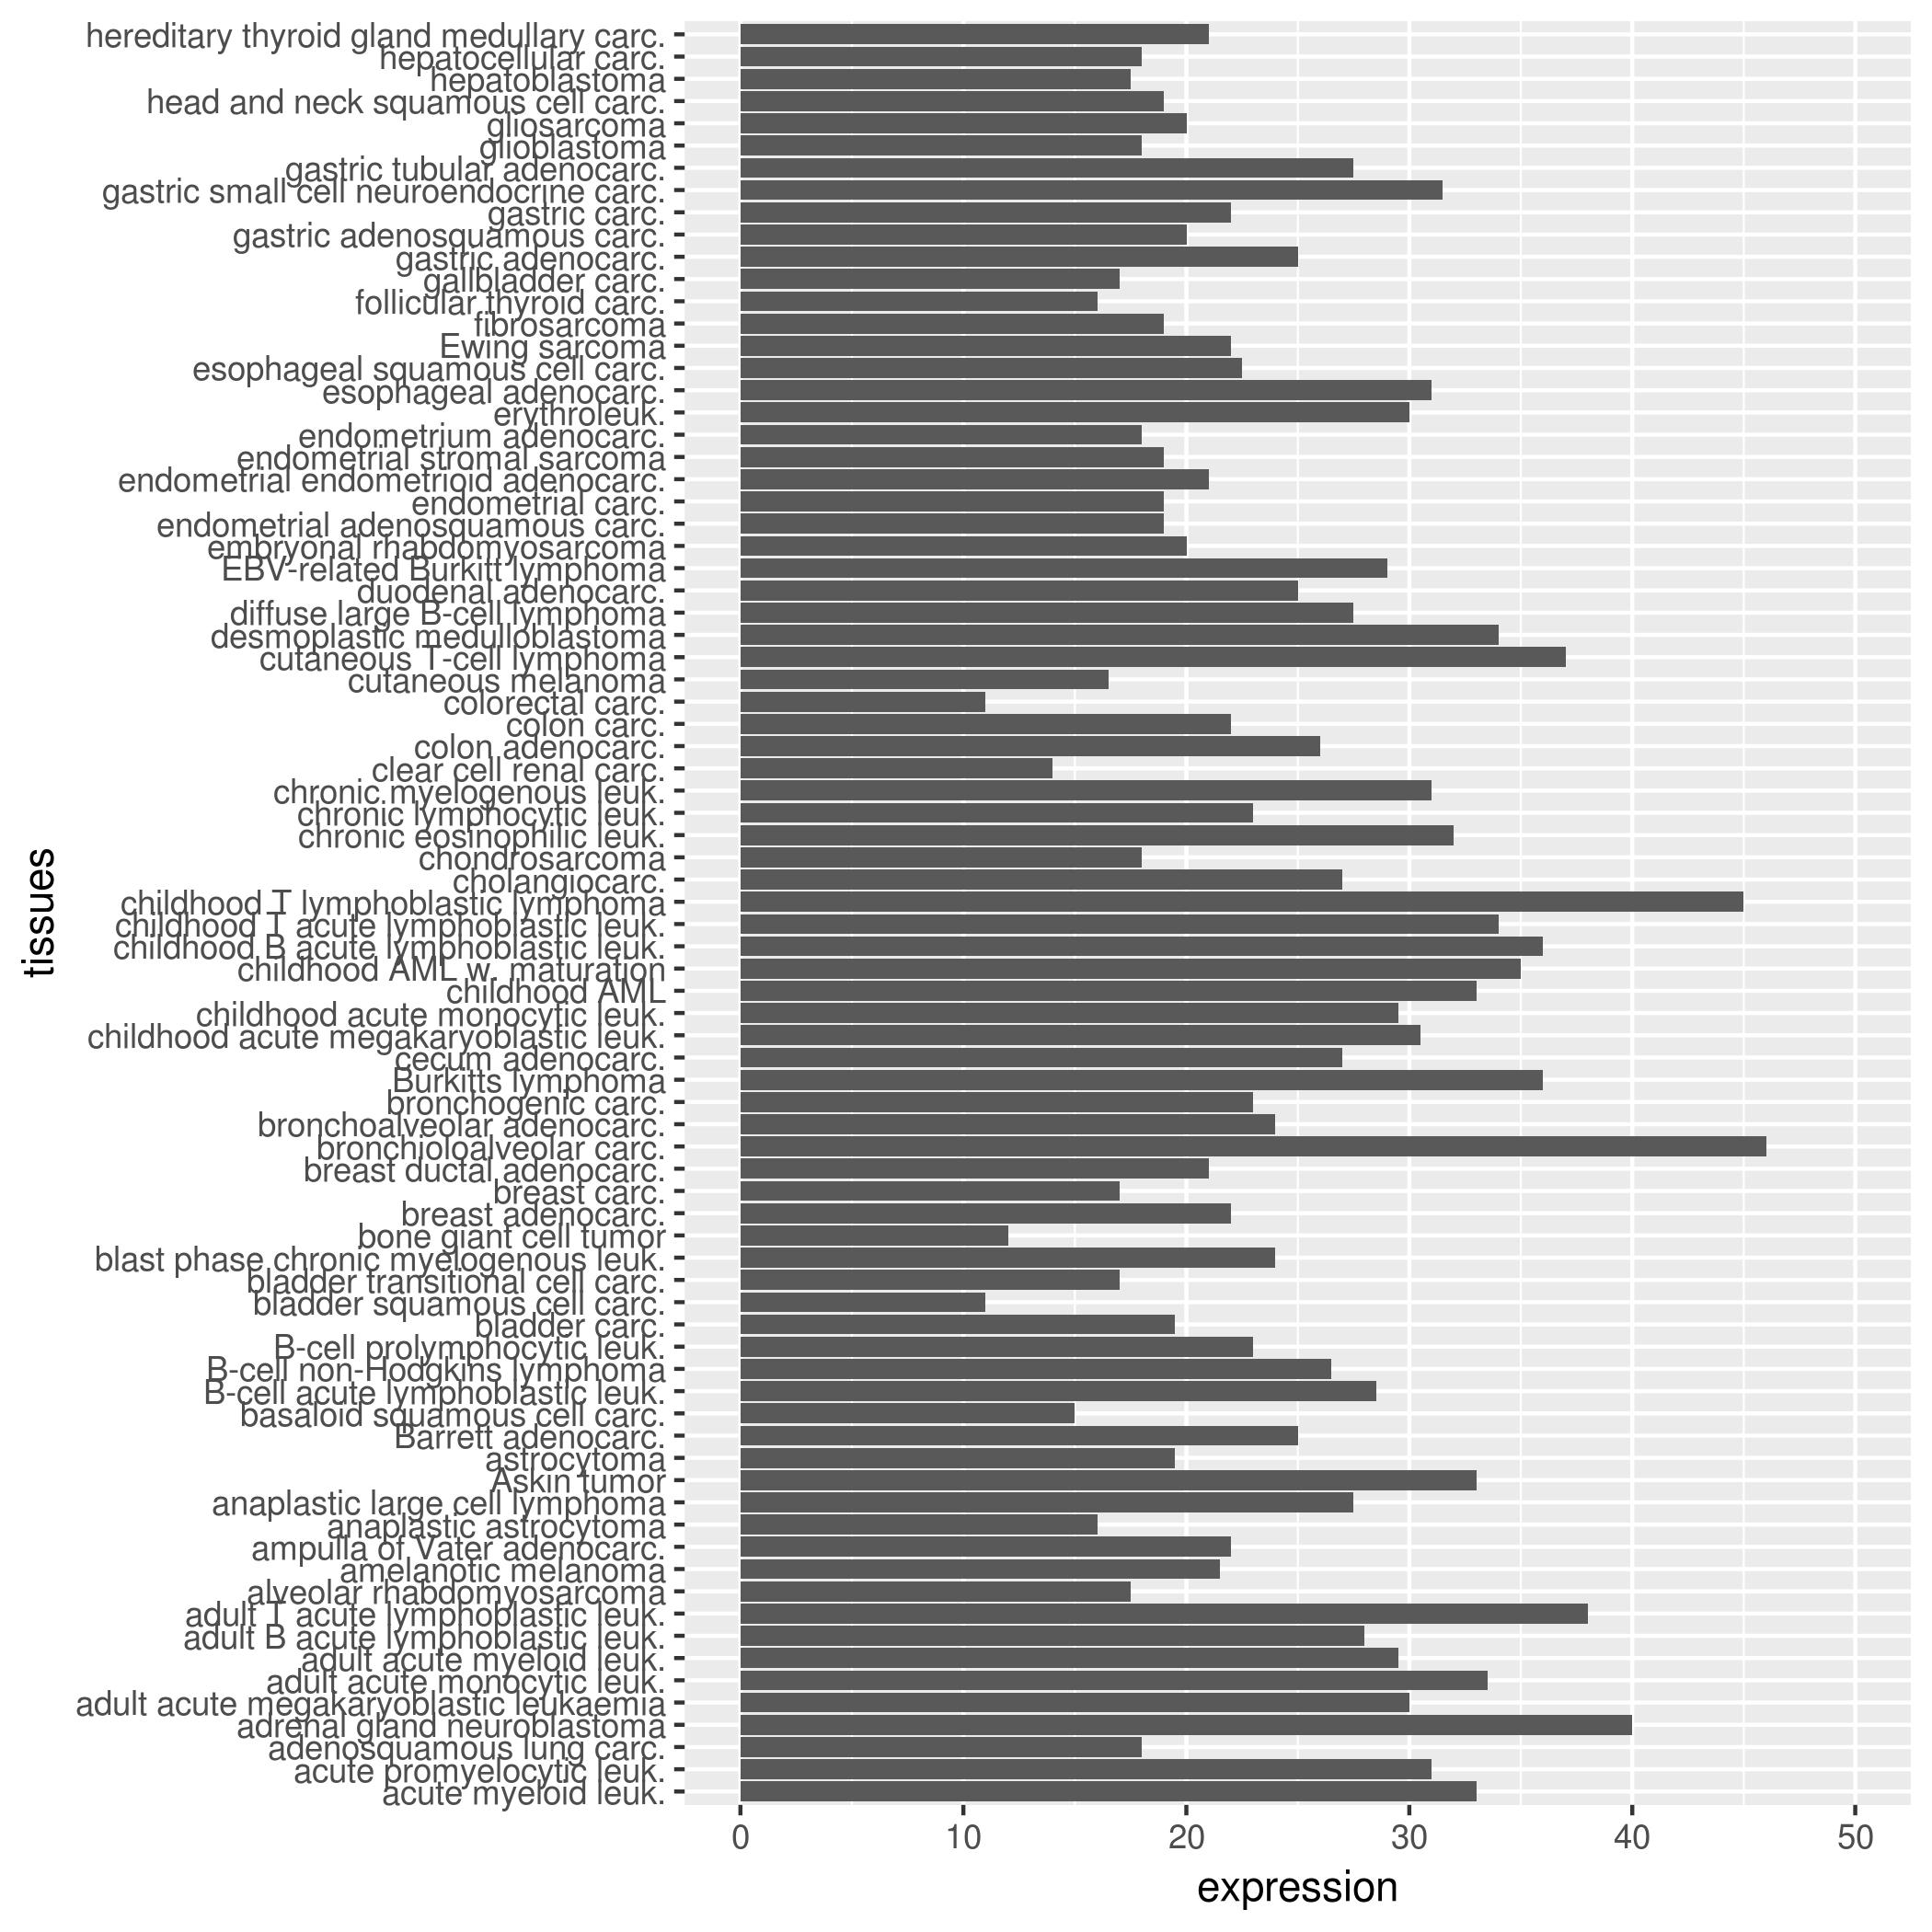 hereditary thyroid gland medullary carc.
hepatocellular carc.
hepatoblastoma
head and neck squamous cell carc.
gliosarcoma
glioblastoma
gastric tubular adenocarc.
gastric small cell neuroendocrine carc.
gastric carc.
gastric adenosquamous carc.
gastric adenocarc.
gallbladder carc.
follicular thyroid carc.
fibrosarcoma
Ewing sarcoma
esophageal squamous cell carc.
esophageal adenocarc.
erythroleuk.
endometrium adenocarc.
endometrial stromal sarcoma
endometrial endometrioid adenocarc.
endometrial carc.
endometrial adenosquamous carc.
embryonal rhabdomyosarcoma
EBV-related Burkitt lymphoma
duodenal adenocarc.
diffuse large B-cell lymphoma
desmoplastic medulloblastoma
cutaneous T-cell lymphoma
cutaneous melanoma
colorectal carc.
colon carc.
colon adenocarc.
clear cell renal carc.
chronic myelogenous leuk.
chronic lymphocytic leuk.
chronic eosinophilic leuk.
chondrosarcoma
cholangiocarc.
childhood T lymphoblastic lymphoma
childhood T acute lymphoblastic leuk.
childhood B acute lymphoblastic leuk.
childhood AML w. maturation
childhood AML
childhood acute monocytic leuk.
childhood acute megakaryoblastic leuk.
cecum adenocarc.
Burkitts lymphoma
bronchogenic carc.
bronchoalveolar adenocarc.
bronchioloalveolar carc.
breast ductal adenocarc.
breast carc.
breast adenocarc.
bone giant cell tumor
blast phase chronic myelogenous leuk.
bladder transitional cell carc.
bladder squamous cell carc.
bladder carc.
B-cell prolymphocytic leuk.
B-cell non-Hodgkins lymphoma
B-cell acute lymphoblastic leuk.
basaloid squamous cell carc.
Barrett adenocarc.
astrocytoma
Askin tumor
anaplastic large cell lymphoma
anaplastic astrocytoma
ampulla of Vater adenocarc.
amelanotic melanoma
alveolar rhabdomyosarcoma
adult T acute lymphoblastic leuk.
adult B acute lymphoblastic leuk.
adult acute myeloid leuk.
adult acute monocytic leuk.
adult acute megakaryoblastic leukaemia
adrenal gland neuroblastoma
adenosquamous lung carc.
acute promyelocytic leuk.
acute myeloid leuk.
tissues
0 10 20 30 40 50
expression